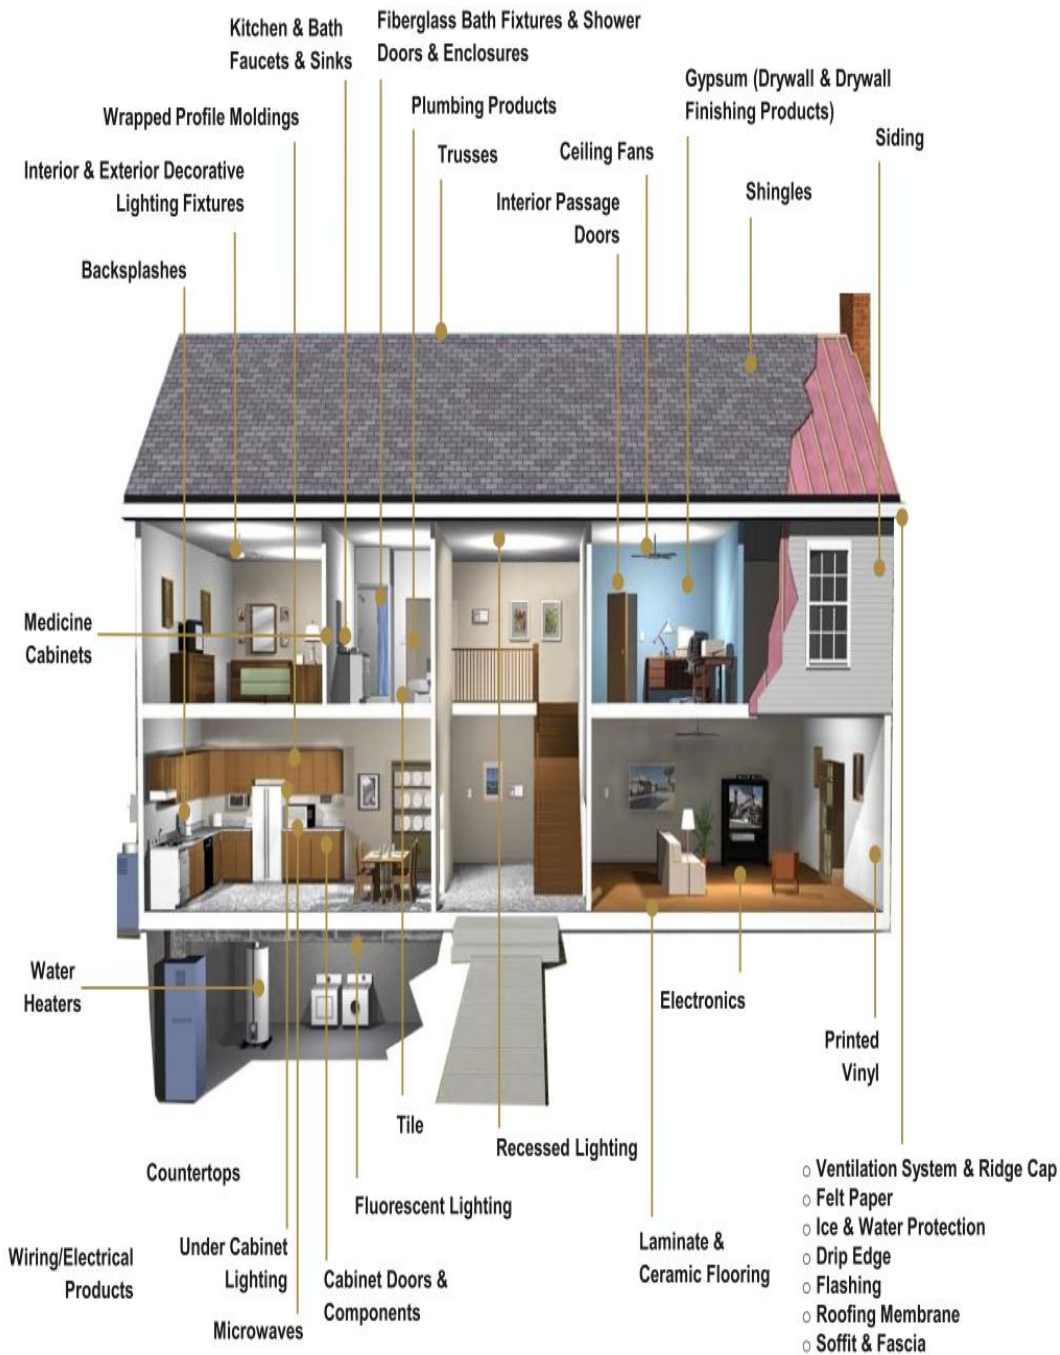 Kitchen & Bath
Faucets & Sinks
Fiberglass Bath Fixtures & Shower
Doors & Enclosures
Plumbing Products
Gypsum (Drywall & Drywall
Finishing Products)
Wrapped Profile Moldings
Trusses
Ceiling Fans
Siding
Interior & Exterior Decorative
Lighting Fixtures
Interior Passage
Doors
Shingles
Backsplashes
Medicine
Cabinets
Water
Heaters
Electronics
Printed
Vinyl
Tile
Recessed Lighting
Countertops
Fluorescent Lighting
Wiring/Electrical
Products
Under Cabinet
Lighting
Cabinet Doors &
Components
Microwaves
Laminate &
Ceramic Flooring
○ Ventilation System & Ridge Cap
○ Felt Paper
○ Ice & Water Protection
○ Drip Edge
○ Flashing
○ Roofing Membrane
○ Soffit & Fascia